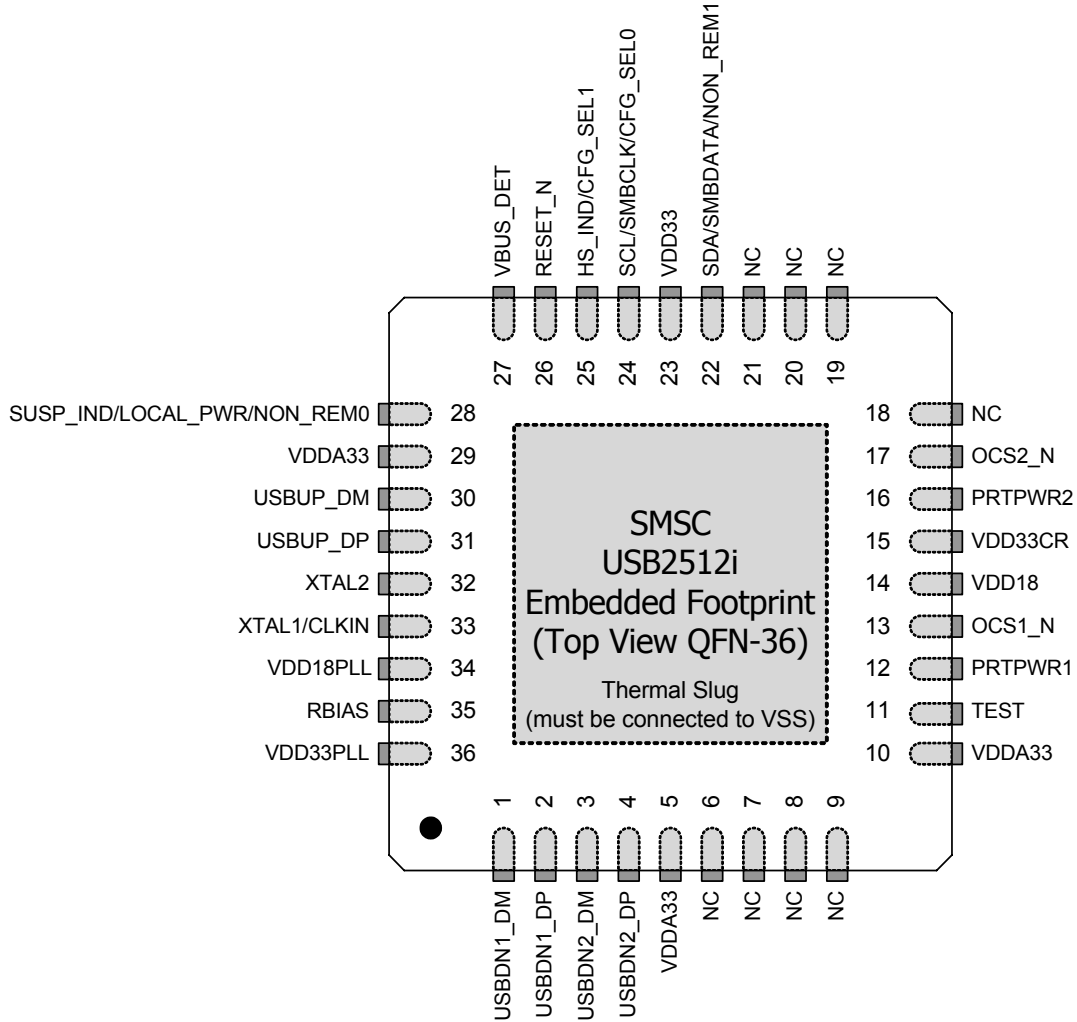 VBUS_DET
RESET_N
HS_IND/CFG_SEL1
SCL/SMBCLK/CFG_SEL0
VDD33
SDA/SMBDATA/NON_REM1
NC
NC
NC
27
26
25
24
23
22
21
20
19
SUSP_IND/LOCAL_PWR/NON_REM0 28
VDDA33 29
USBUP_DM 30
USBUP_DP 31
XTAL2 32
XTAL1/CLKIN 33
VDD18PLL 34
RBIAS 35
VDD33PLL 36
SMSC
USB2512i
Embedded Footprint
(Top View QFN-36)
Thermal Slug
(must be connected to VSS)
18 NC
17 OCS2_N
16 PRTPWR2
15 VDD33CR
14 VDD18
13 OCS1_N
12 PRTPWR1
11 TEST
10 VDDA33
1
2
3
4
5
6
7
8
9
USBDN1_DM
USBDN1_DP
USBDN2_DM
USBDN2_DP
VDDA33
NC
NC
NC
NC